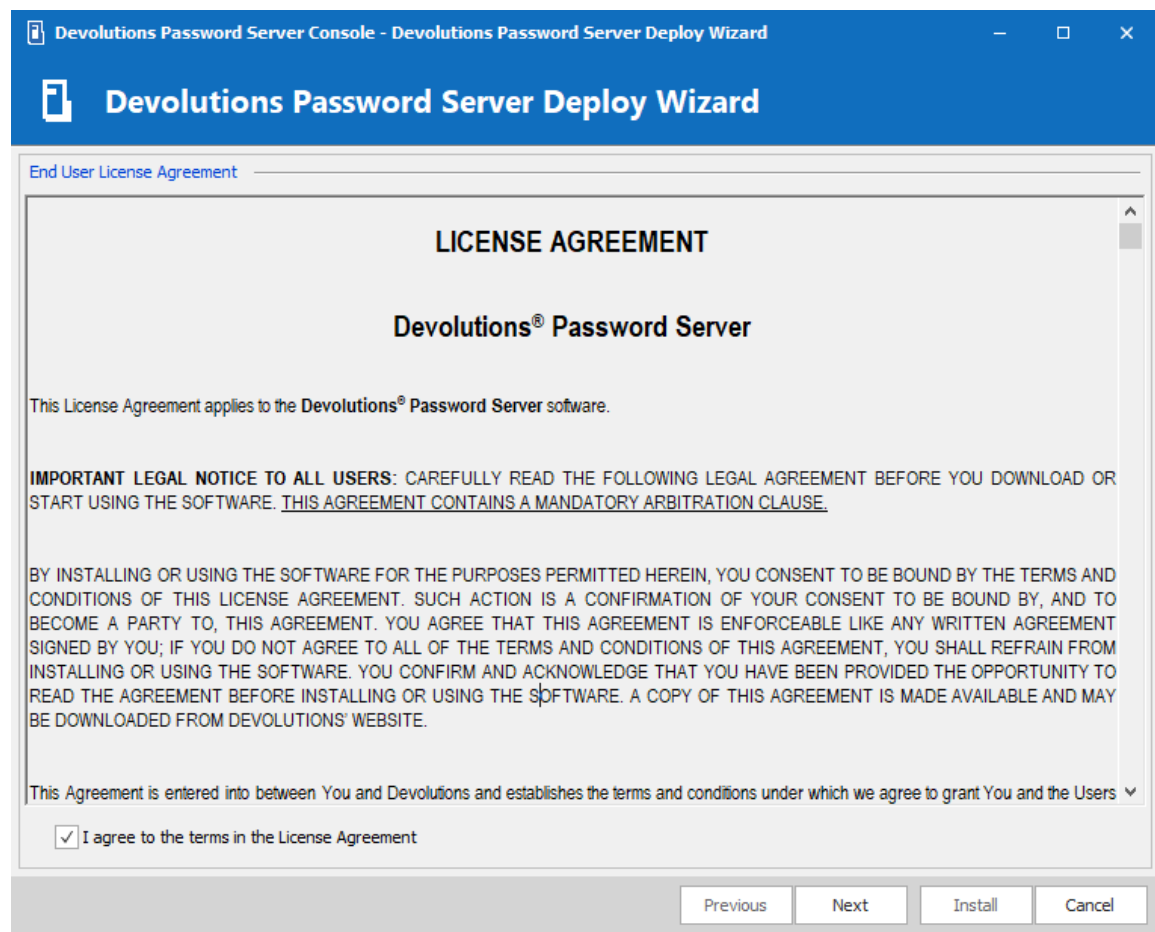 Devolutions Password Server Console - Devolutions Password Server Deploy Wizard
Devolutions Password Server Deploy Wizard
End User License Agreement
LICENSE AGREEMENT
Devolutions® Password Server
This License Agreement applies to the Devolutions® Password Server software.
IMPORTANT LEGAL NOTICE TO ALL USERS: CAREFULLY READ THE FOLLOWING LEGAL AGREEMENT BEFORE YOU DOWNLOAD OR
START USING THE SOFTWARE. THIS AGREEMENT CONTAINS A MANDATORY ARBITRATION CLAUSE.
BY INSTALLING OR USING THE SOFTWARE FOR THE PURPOSES PERMITTED HEREIN, YOU CONSENT TO BE BOUND BY THE TERMS AND
CONDITIONS OF THIS LICENSE AGREEMENT. SUCH ACTION IS A CONFIRMATION OF YOUR CONSENT TO BE BOUND BY, AND TO
BECOME A PARTY TO, THIS AGREEMENT. YOU AGREE THAT THIS AGREEMENT IS ENFORCEABLE LIKE ANY WRITTEN AGREEMENT
SIGNED BY YOU; IF YOU DO NOT AGREE TO ALL OF THE TERMS AND CONDITIONS OF THIS AGREEMENT, YOU SHALL REFRAIN FROM
INSTALLING OR USING THE SOFTWARE. YOU CONFIRM AND ACKNOWLEDGE THAT YOU HAVE BEEN PROVIDED THE OPPORTUNITY TO
READ THE AGREEMENT BEFORE INSTALLING OR USING THE SOFTWARE. A COPY OF THIS AGREEMENT IS MADE AVAILABLE AND MAY
BE DOWNLOADED FROM DEVOLUTIONS' WEBSITE.
This Agreement is entered into between You and Devolutions and establishes the terms and conditions under which we agree to grant You and the Users
I agree to the terms in the License Agreement
Previous
Next
Install
Cancel